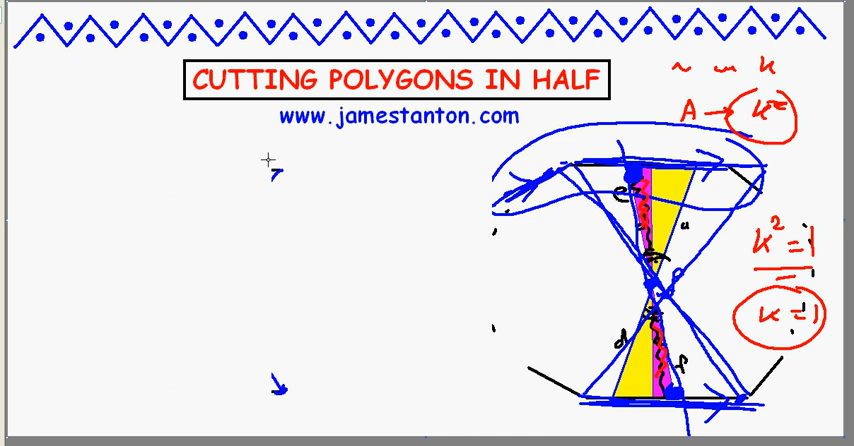 CUTTING POLYGONS IN HALF
www.jamestanton.com
A → k²
k² = 1
k = 1